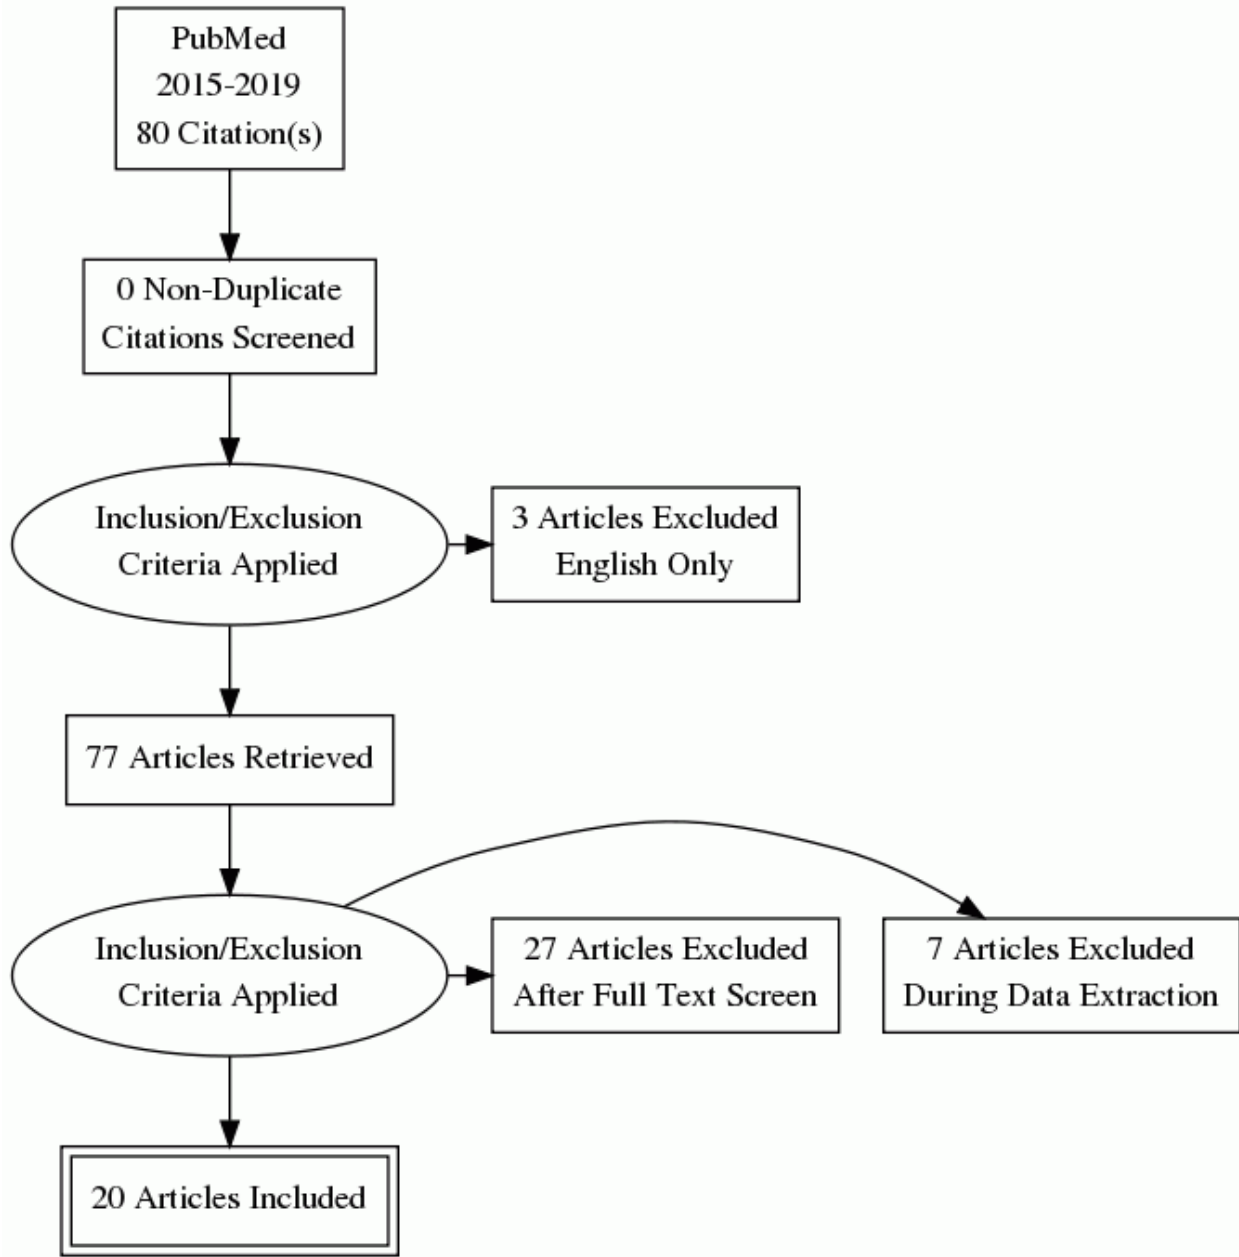 PubMed
2015-2019
80 Citation(s)
0 Non-Duplicate
Citations Screened
Inclusion/Exclusion
Criteria Applied
3 Articles Excluded
English Only
77 Articles Retrieved
Inclusion/Exclusion
Criteria Applied
27 Articles Excluded
After Full Text Screen
7 Articles Excluded
During Data Extraction
20 Articles Included